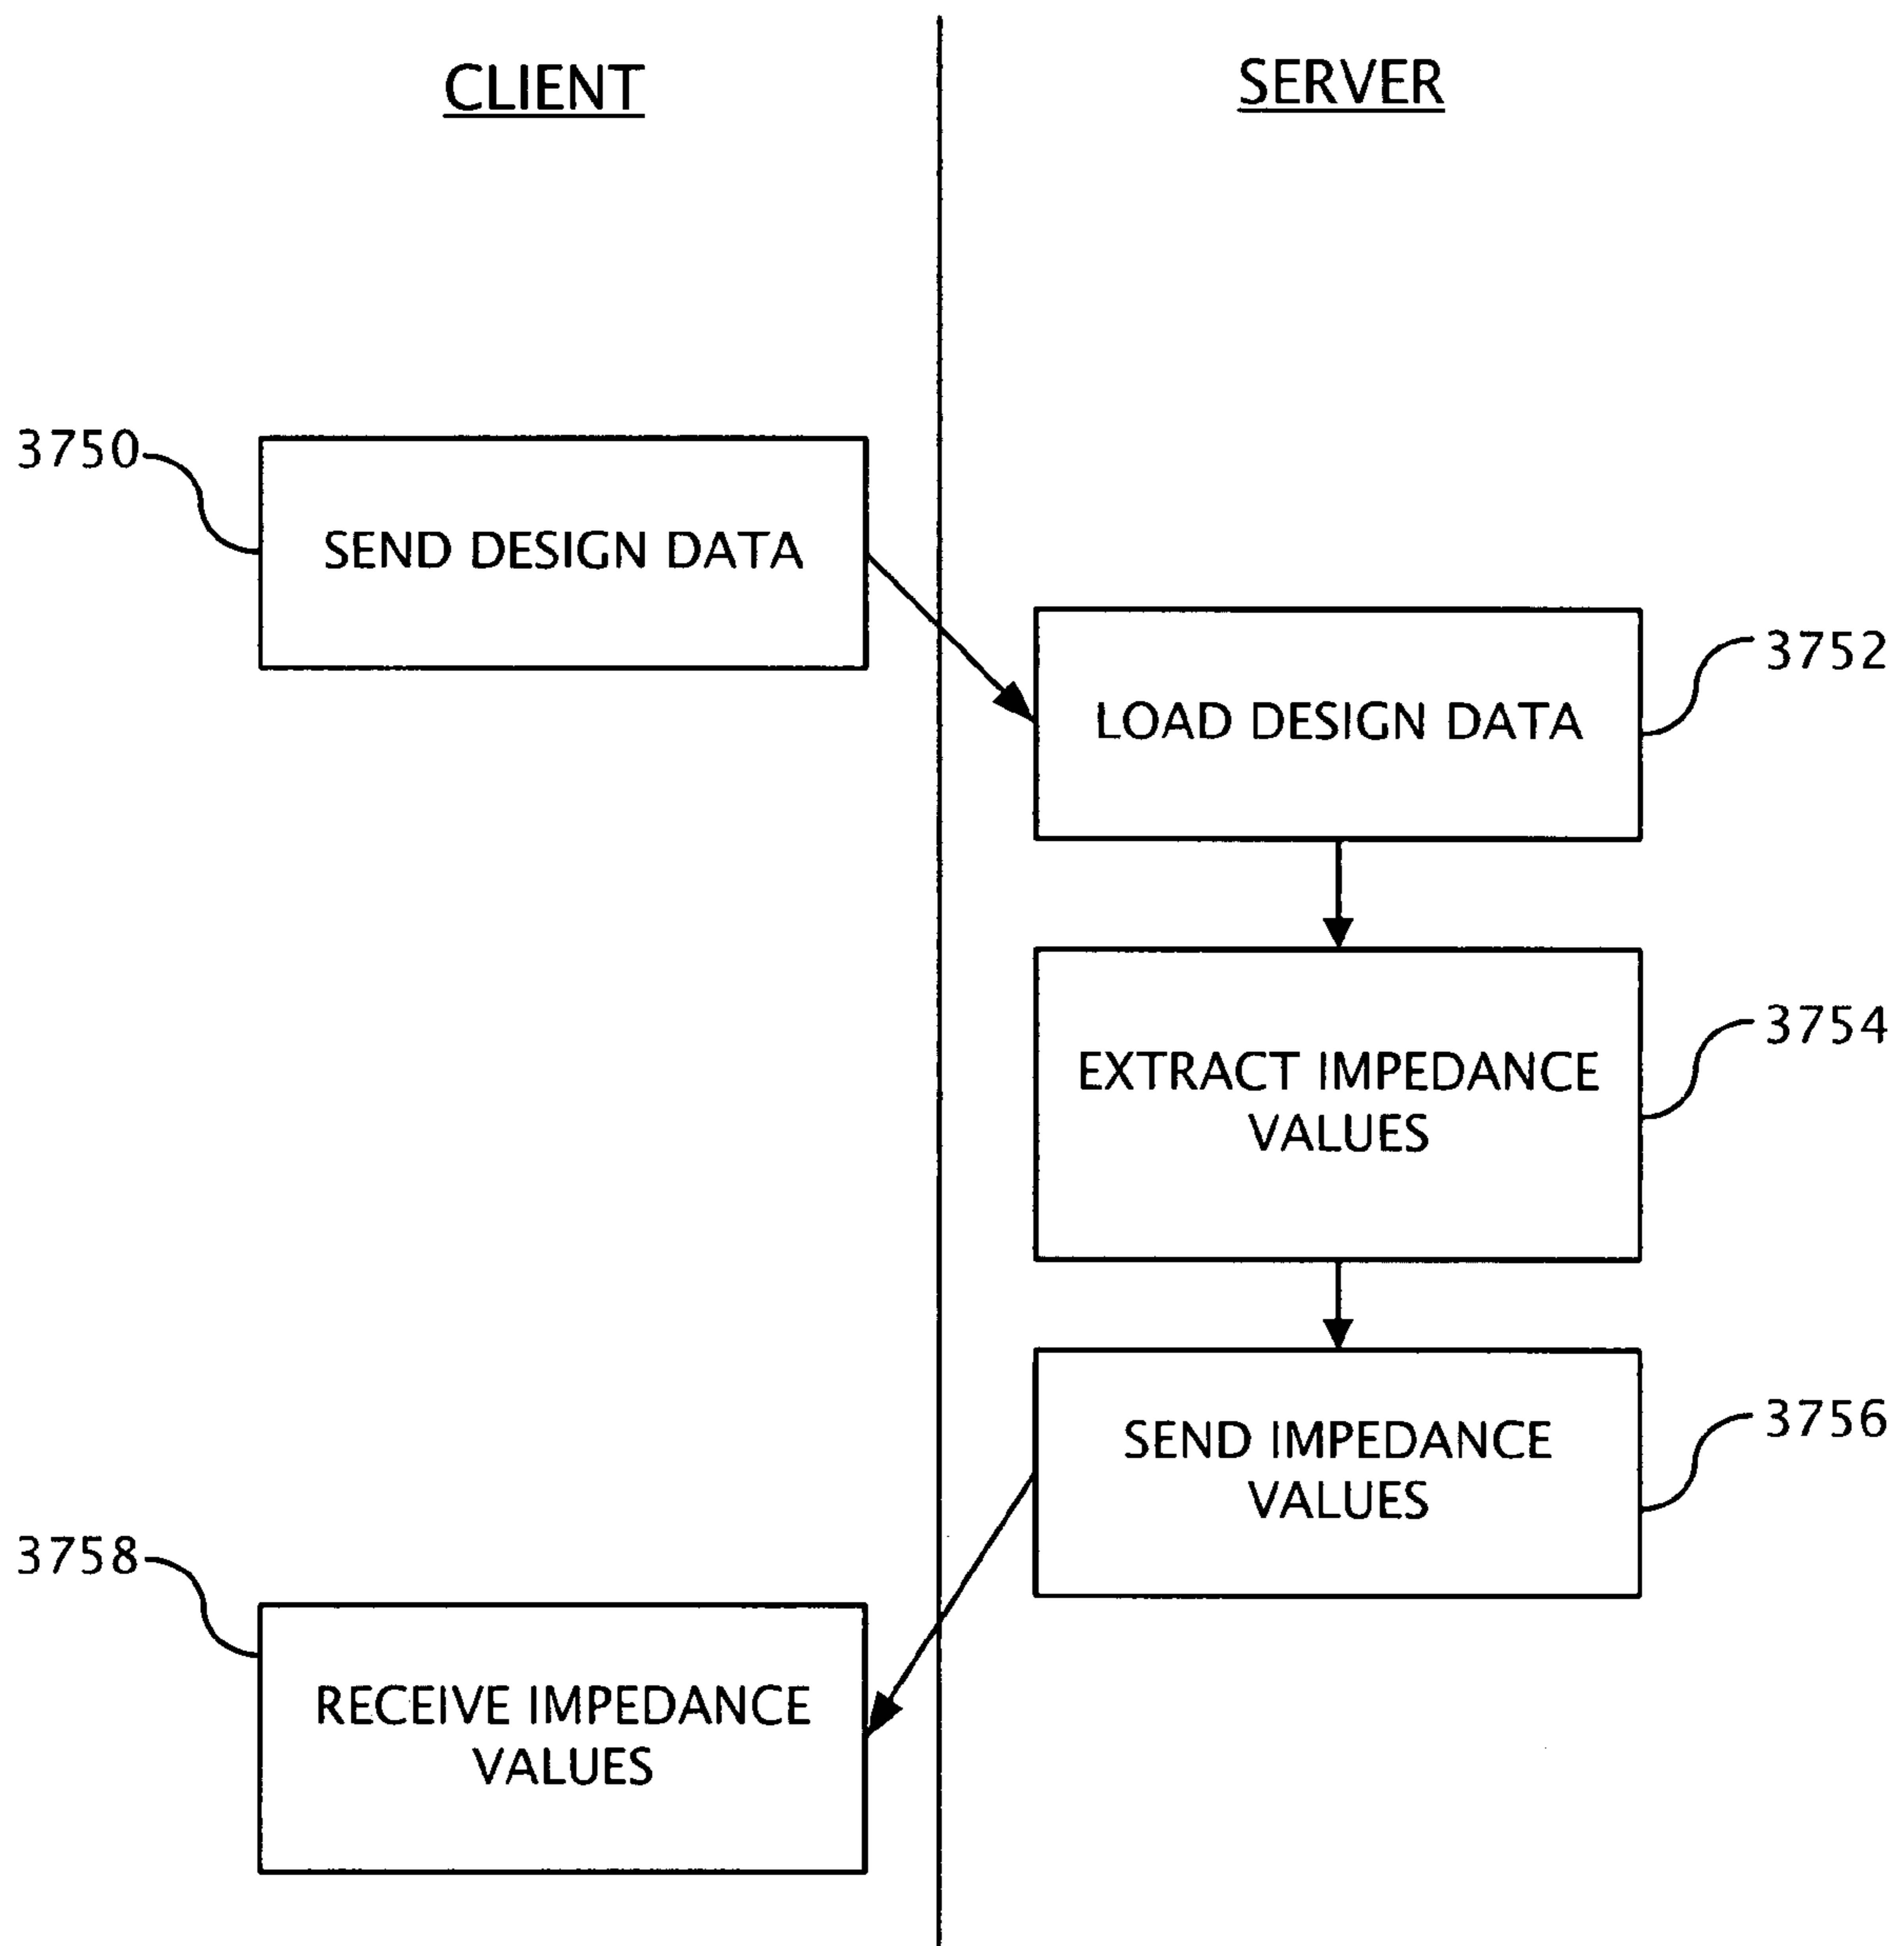 CLIENT
SERVER
3750
SEND DESIGN DATA
3752
LOAD DESIGN DATA
3754
EXTRACT IMPEDANCE
VALUES
3756
SEND IMPEDANCE
VALUES
3758
RECEIVE IMPEDANCE
VALUES